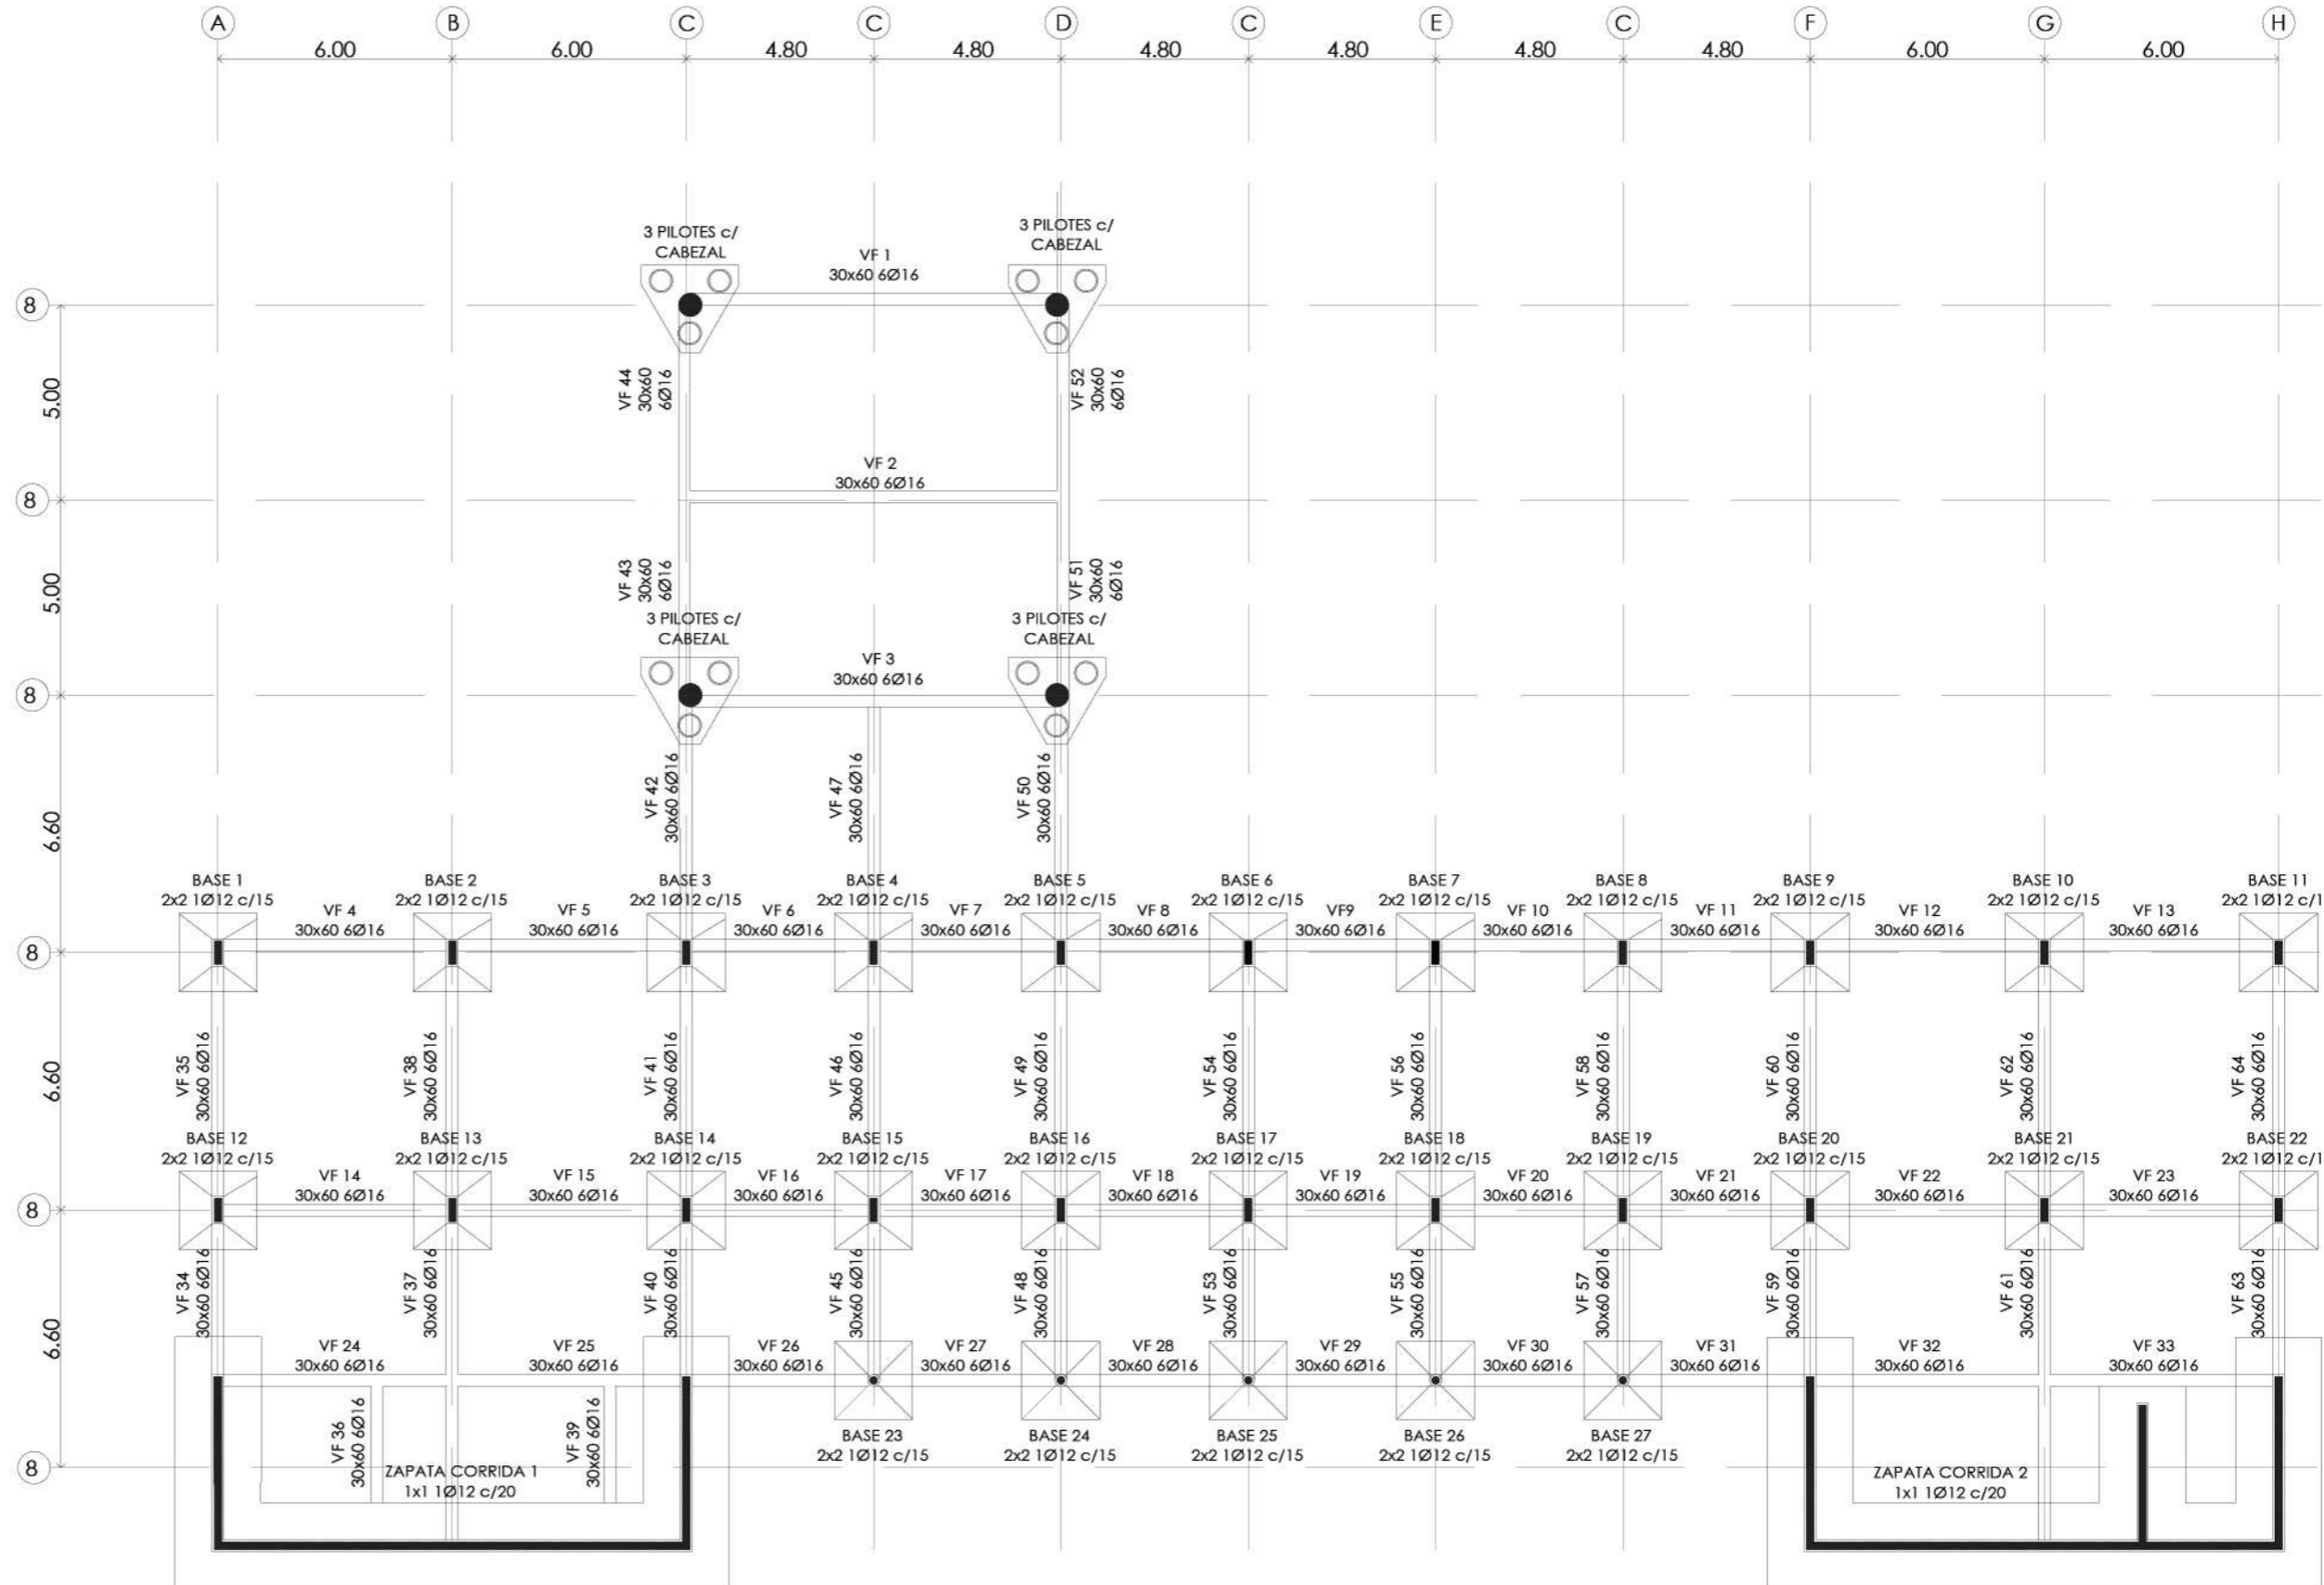 A
B
C
C
D
C
E
C
F
G
H
6.00
6.00
4.80
4.80
4.80
4.80
4.80
4.80
6.00
6.00
3 PILOTES c/
CABEZAL
3 PILOTES c/
CABEZAL
VF 1
30x60 6Ø16
8
5.00
VF 44
30x60
6Ø16
VF 52
30x60
6Ø16
VF 2
30x60 6Ø16
8
5.00
VF 43
30x60
6Ø16
VF 51
30x60
6Ø16
3 PILOTES c/
CABEZAL
3 PILOTES c/
CABEZAL
VF 3
30x60 6Ø16
8
6.60
VF 42
30x60 6Ø16
VF 47
30x60 6Ø16
VF 50
30x60 6Ø16
BASE 1
2x2 1Ø12 c/15
BASE 2
2x2 1Ø12 c/15
BASE 3
2x2 1Ø12 c/15
BASE 4
2x2 1Ø12 c/15
BASE 5
2x2 1Ø12 c/15
BASE 6
2x2 1Ø12 c/15
BASE 7
2x2 1Ø12 c/15
BASE 8
2x2 1Ø12 c/15
BASE 9
2x2 1Ø12 c/15
BASE 10
2x2 1Ø12 c/15
BASE 11
2x2 1Ø12 c/1
VF 4
30x60 6Ø16
VF 5
30x60 6Ø16
VF 6
30x60 6Ø16
VF 7
30x60 6Ø16
VF 8
30x60 6Ø16
VF9
30x60 6Ø16
VF 10
30x60 6Ø16
VF 11
30x60 6Ø16
VF 12
30x60 6Ø16
VF 13
30x60 6Ø16
8
6.60
VF 35
30x60 6Ø16
VF 38
30x60 6Ø16
VF 41
30x60 6Ø16
VF 46
30x60 6Ø16
VF 49
30x60 6Ø16
VF 54
30x60 6Ø16
VF 56
30x60 6Ø16
VF 58
30x60 6Ø16
VF 60
30x60 6Ø16
VF 62
30x60 6Ø16
VF 64
30x60 6Ø16
BASE 12
2x2 1Ø12 c/15
BASE 13
2x2 1Ø12 c/15
BASE 14
2x2 1Ø12 c/15
BASE 15
2x2 1Ø12 c/15
BASE 16
2x2 1Ø12 c/15
BASE 17
2x2 1Ø12 c/15
BASE 18
2x2 1Ø12 c/15
BASE 19
2x2 1Ø12 c/15
BASE 20
2x2 1Ø12 c/15
BASE 21
2x2 1Ø12 c/15
BASE 22
2x2 1Ø12 c/1
VF 14
30x60 6Ø16
VF 15
30x60 6Ø16
VF 16
30x60 6Ø16
VF 17
30x60 6Ø16
VF 18
30x60 6Ø16
VF 19
30x60 6Ø16
VF 20
30x60 6Ø16
VF 21
30x60 6Ø16
VF 22
30x60 6Ø16
VF 23
30x60 6Ø16
8
6.60
VF 34
30x60 6Ø16
VF 37
30x60 6Ø16
VF 40
30x60 6Ø16
VF 45
30x60 6Ø16
VF 48
30x60 6Ø16
VF 53
30x60 6Ø16
VF 55
30x60 6Ø16
VF 57
30x60 6Ø16
VF 59
30x60 6Ø16
VF 61
30x60 6Ø16
VF 63
30x60 6Ø16
VF 24
30x60 6Ø16
VF 25
30x60 6Ø16
VF 26
30x60 6Ø16
VF 27
30x60 6Ø16
VF 28
30x60 6Ø16
VF 29
30x60 6Ø16
VF 30
30x60 6Ø16
VF 31
30x60 6Ø16
VF 32
30x60 6Ø16
VF 33
30x60 6Ø16
VF 36
30x60 6Ø16
VF 39
30x60 6Ø16
BASE 23
2x2 1Ø12 c/15
BASE 24
2x2 1Ø12 c/15
BASE 25
2x2 1Ø12 c/15
BASE 26
2x2 1Ø12 c/15
BASE 27
2x2 1Ø12 c/15
8
ZAPATA CORRIDA 1
1x1 1Ø12 c/20
ZAPATA CORRIDA 2
1x1 1Ø12 c/20